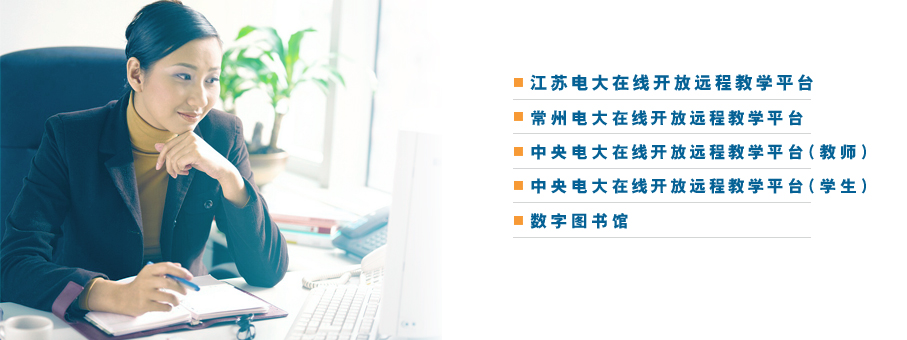 江苏电大在线开放远程教学平台
常州电大在线开放远程教学平台
中央电大在线开放远程教学平台(教师)
中央电大在线开放远程教学平台(学生)
数字图书馆